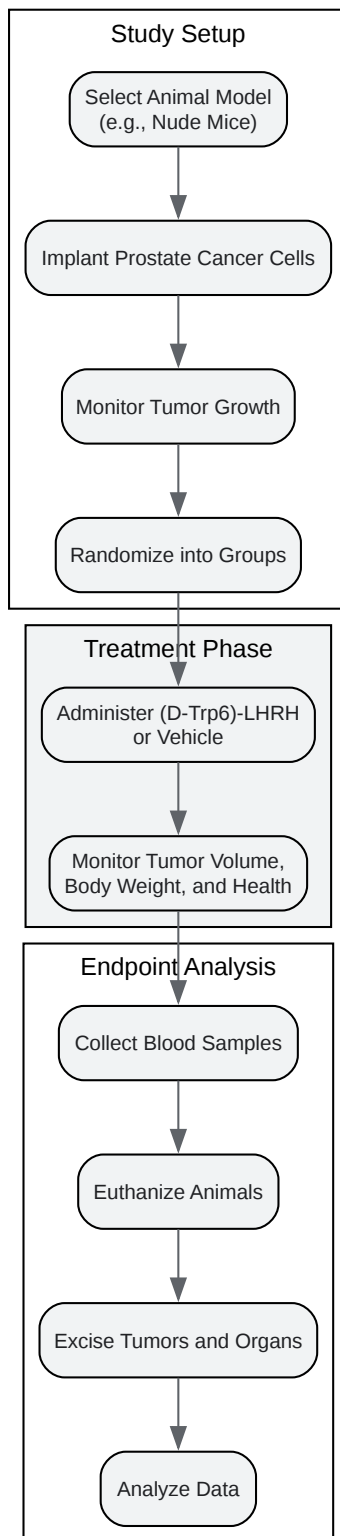 Study Setup
Select Animal Model
(e.g., Nude Mice)
Implant Prostate Cancer Cells
Monitor Tumor Growth
Randomize into Groups
Treatment Phase
Administer (D-Trp6)-LHRH
or Vehicle
Monitor Tumor Volume,
Body Weight, and Health
Endpoint Analysis
Collect Blood Samples
Euthanize Animals
Excise Tumors and Organs
Analyze Data